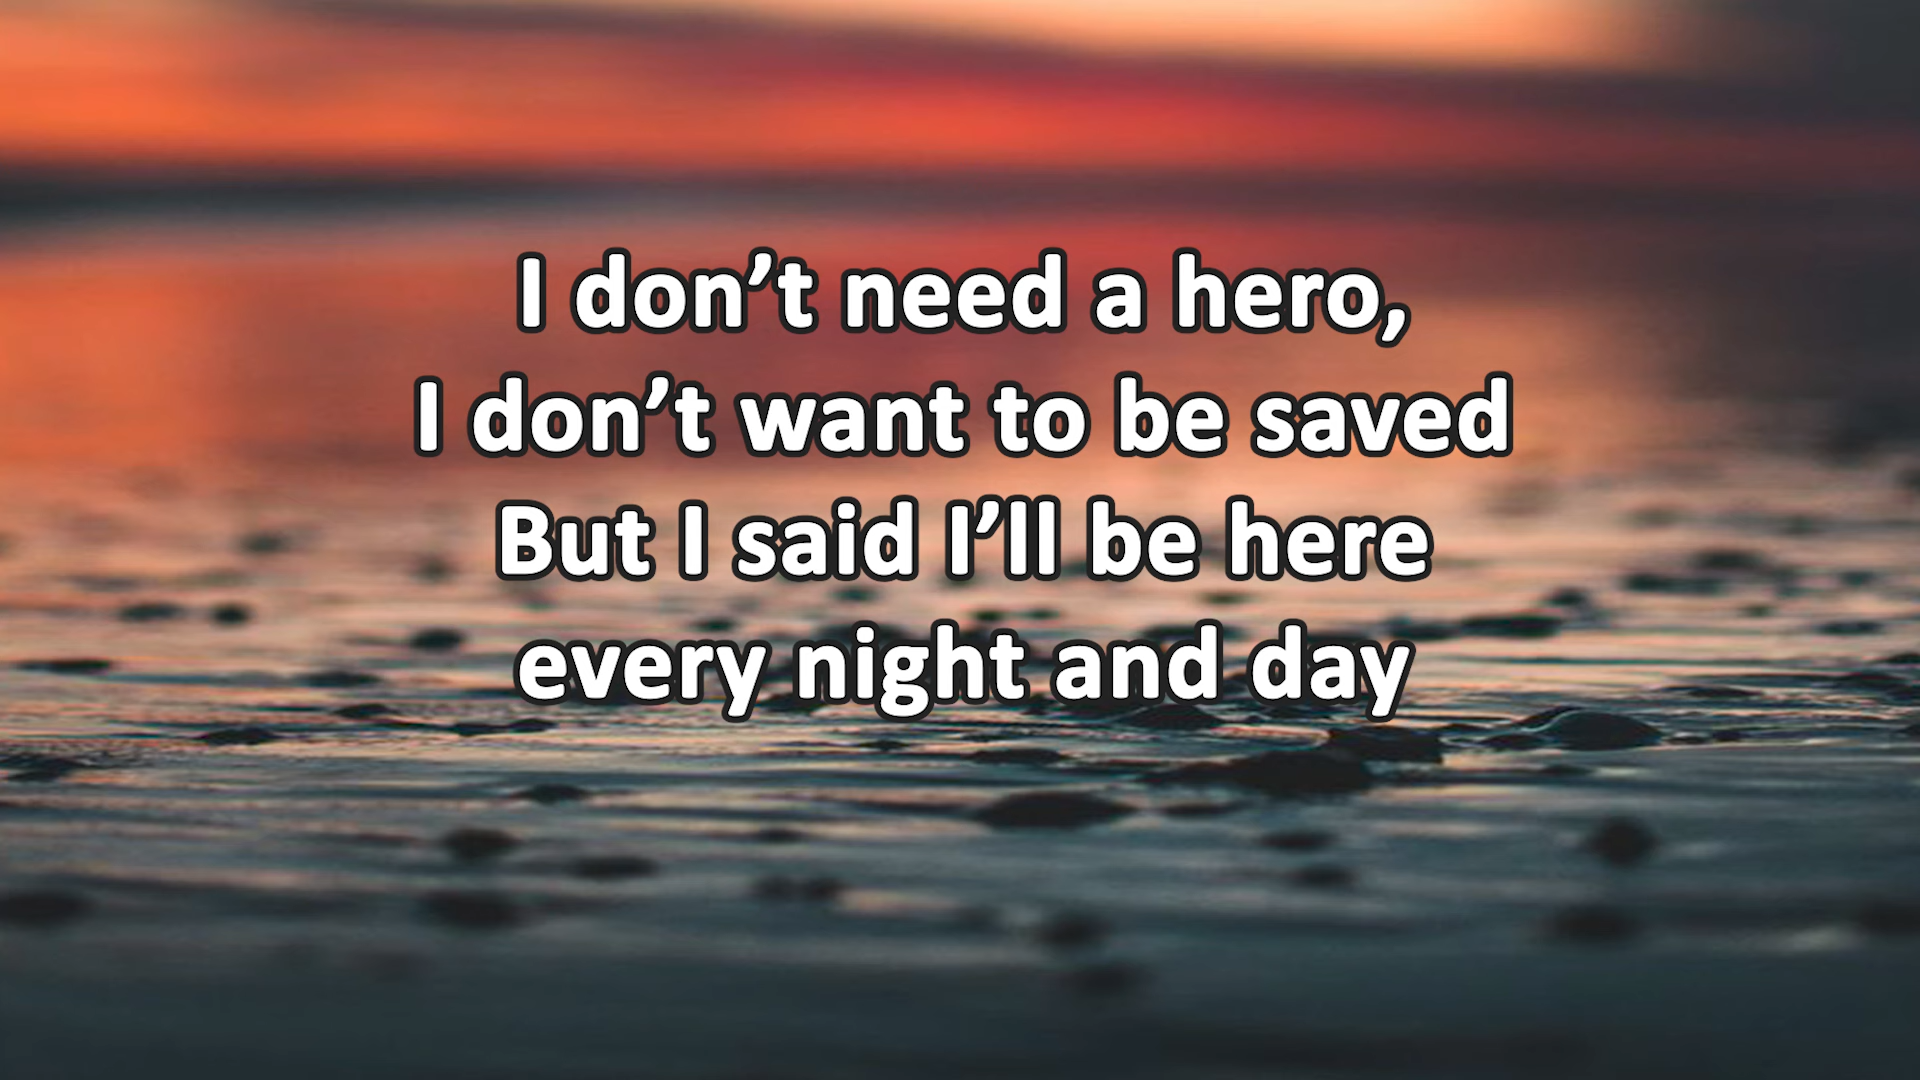 I don’t need a hero,
I don’t want to be saved
But I said I’ll be here
every night and day